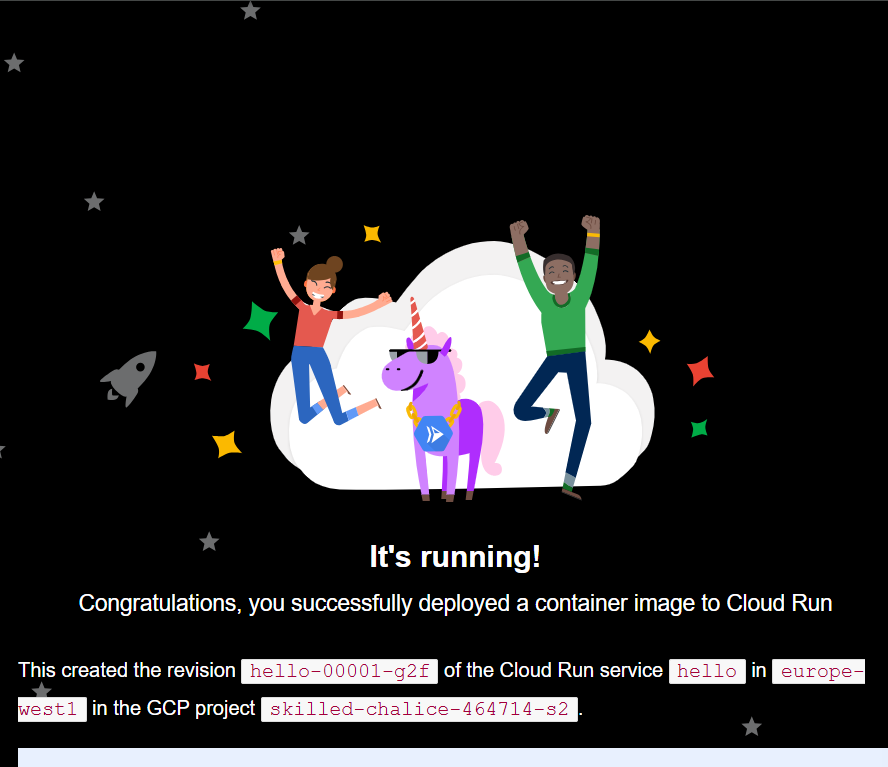 It's running!
Congratulations, you successfully deployed a container image to Cloud Run
This created the revision hello-00001-g2f of the Cloud Run service hello in europe-
west1 in the GCP project skilled-chalice-464714-s2.